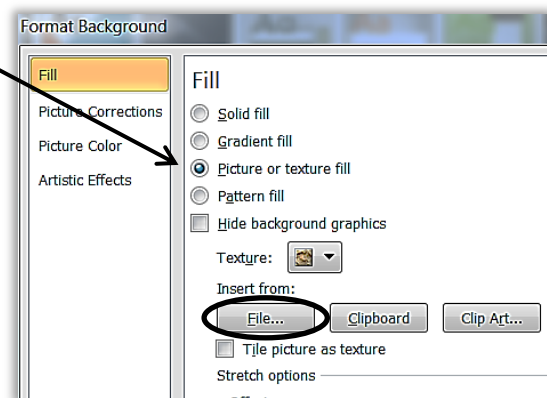 Format Background
Fill
Picture Corrections
Picture Color
Artistic Effects
Fill
Solid fill
Gradient fill
Picture or texture fill
Pattern fill
Hide background graphics
Texture:
Insert from:
File... Clipboard Clip Art...
Tile picture as texture
Stretch options